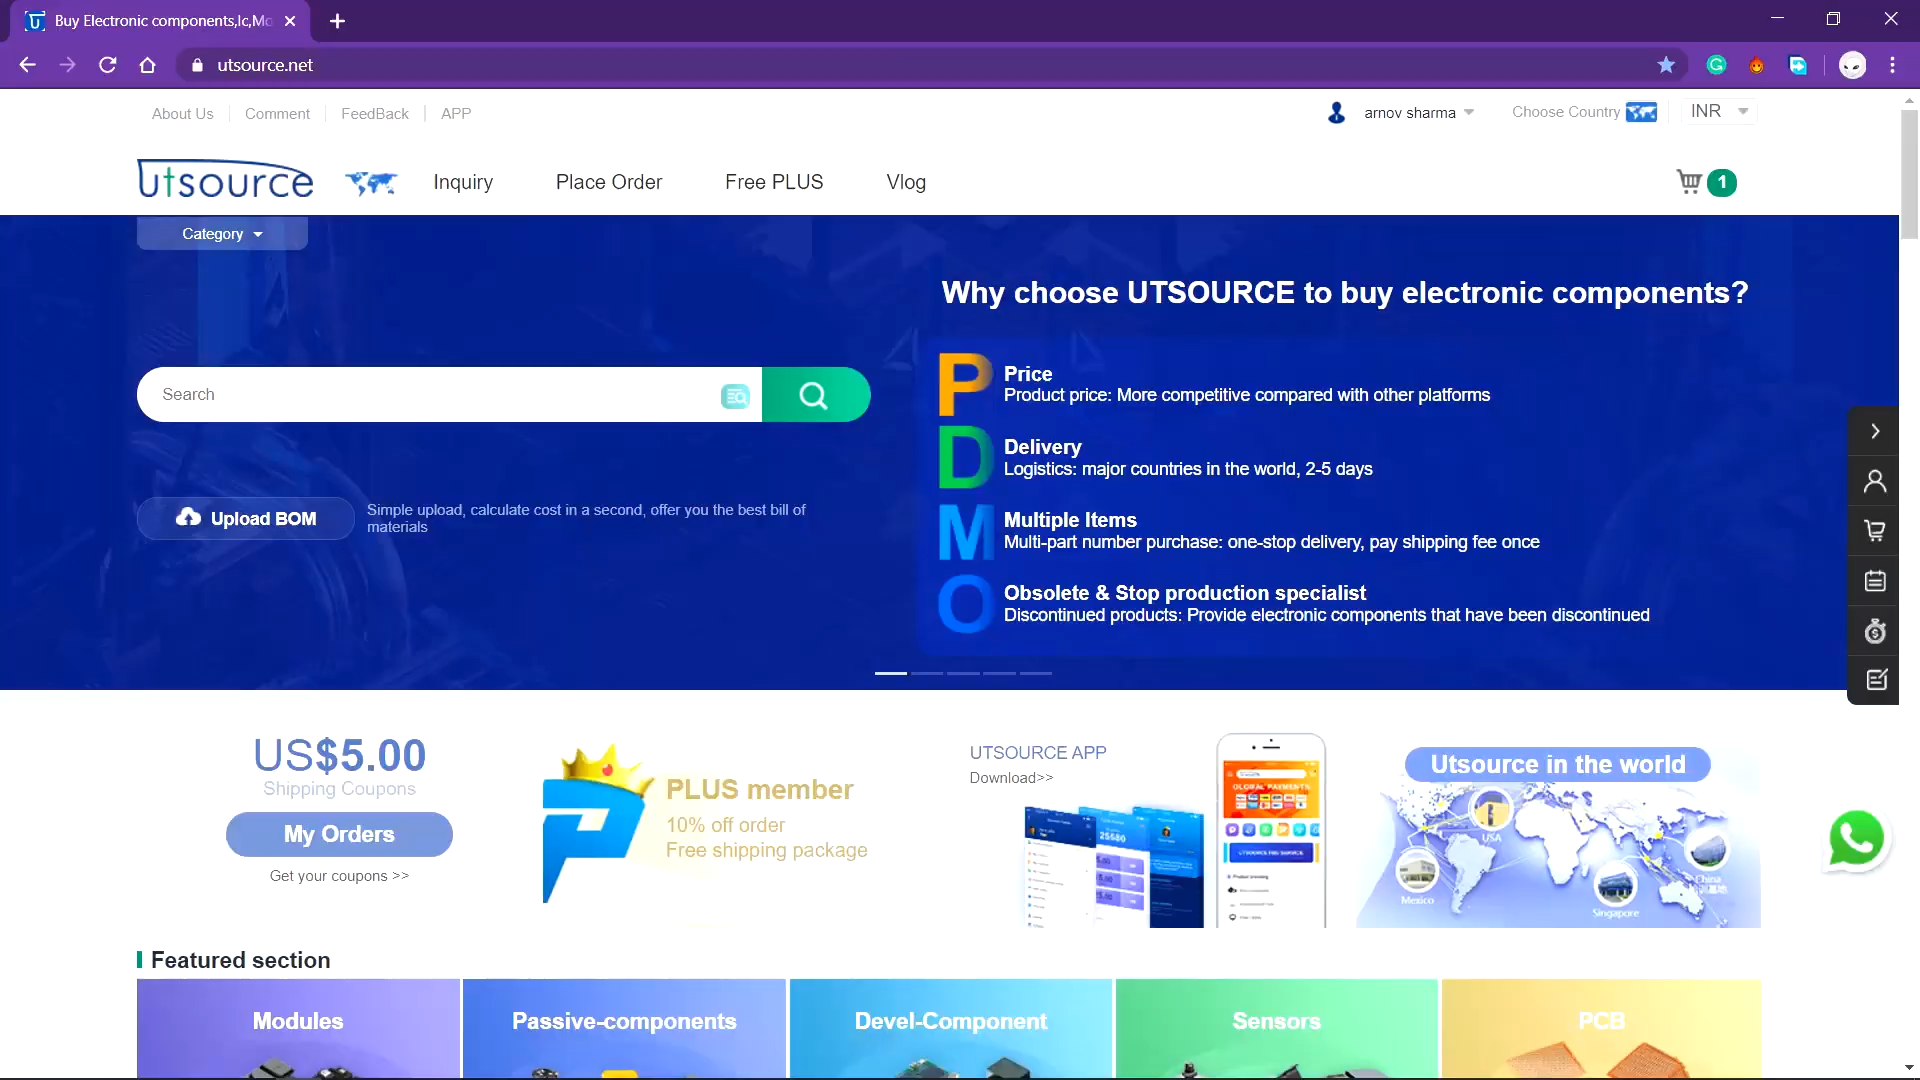 Buy Electronic components,Ic,Mo
utsource.net
About Us
Comment
FeedBack
APP
arnov sharma
Choose Country
INR
utsource
Inquiry
Place Order
Free PLUS
Vlog
1
Category
Why choose UTSOURCE to buy electronic components?
Search
P
Price
Product price: More competitive compared with other platforms
D
Delivery
Logistics: major countries in the world, 2-5 days
M
Multiple Items
Multi-part number purchase: one-stop delivery, pay shipping fee once
O
Obsolete & Stop production specialist
Discontinued products: Provide electronic components that have been discontinued
Upload BOM
Simple upload, calculate cost in a second, offer you the best bill of
materials
US$5.00
Shipping Coupons
My Orders
Get your coupons >>
PLUS member
10% off order
Free shipping package
UTSOURCE APP
Download>>
GLOBAL PAYMENTS
25580
Utsource in the world
USA
Mexico
Singapore
China
Featured section
Modules
Passive-components
Devel-Component
Sensors
PCB